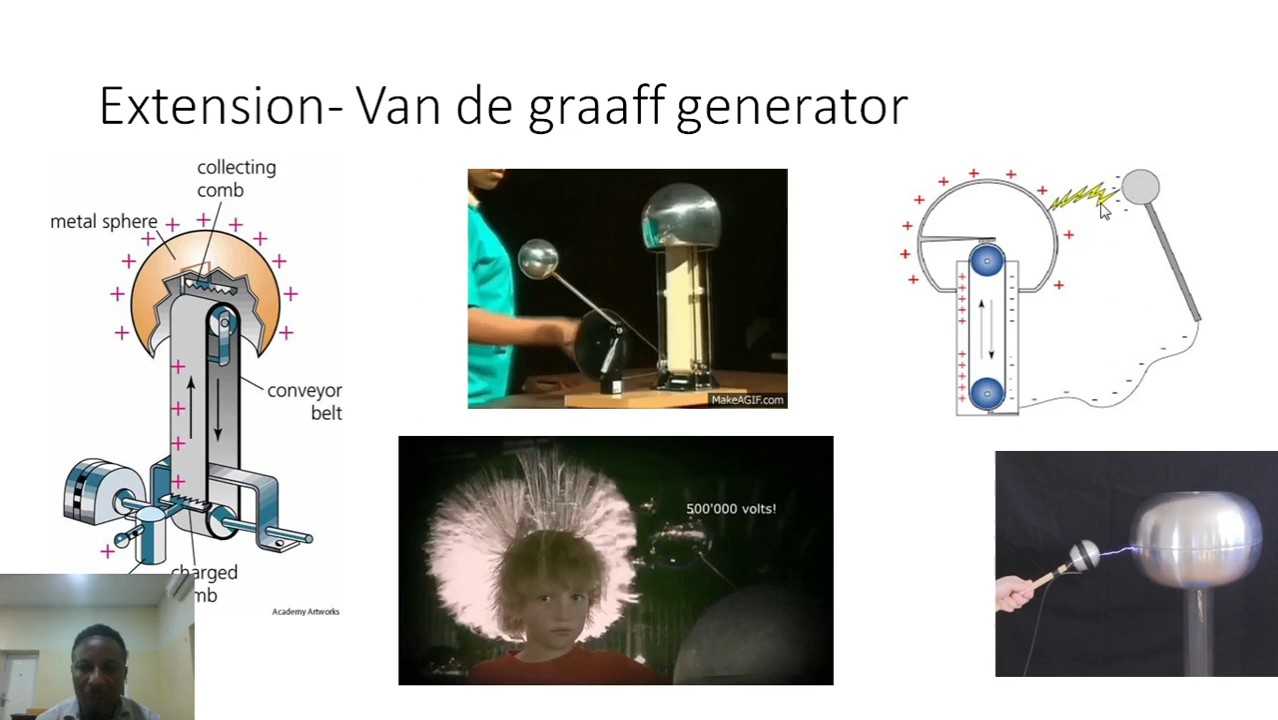 Extension- Van de graaff generator
collecting
comb
metal sphere
conveyor
belt
charged
mb
Academy Artworks
MakeAGIF.com
500'000 volts!